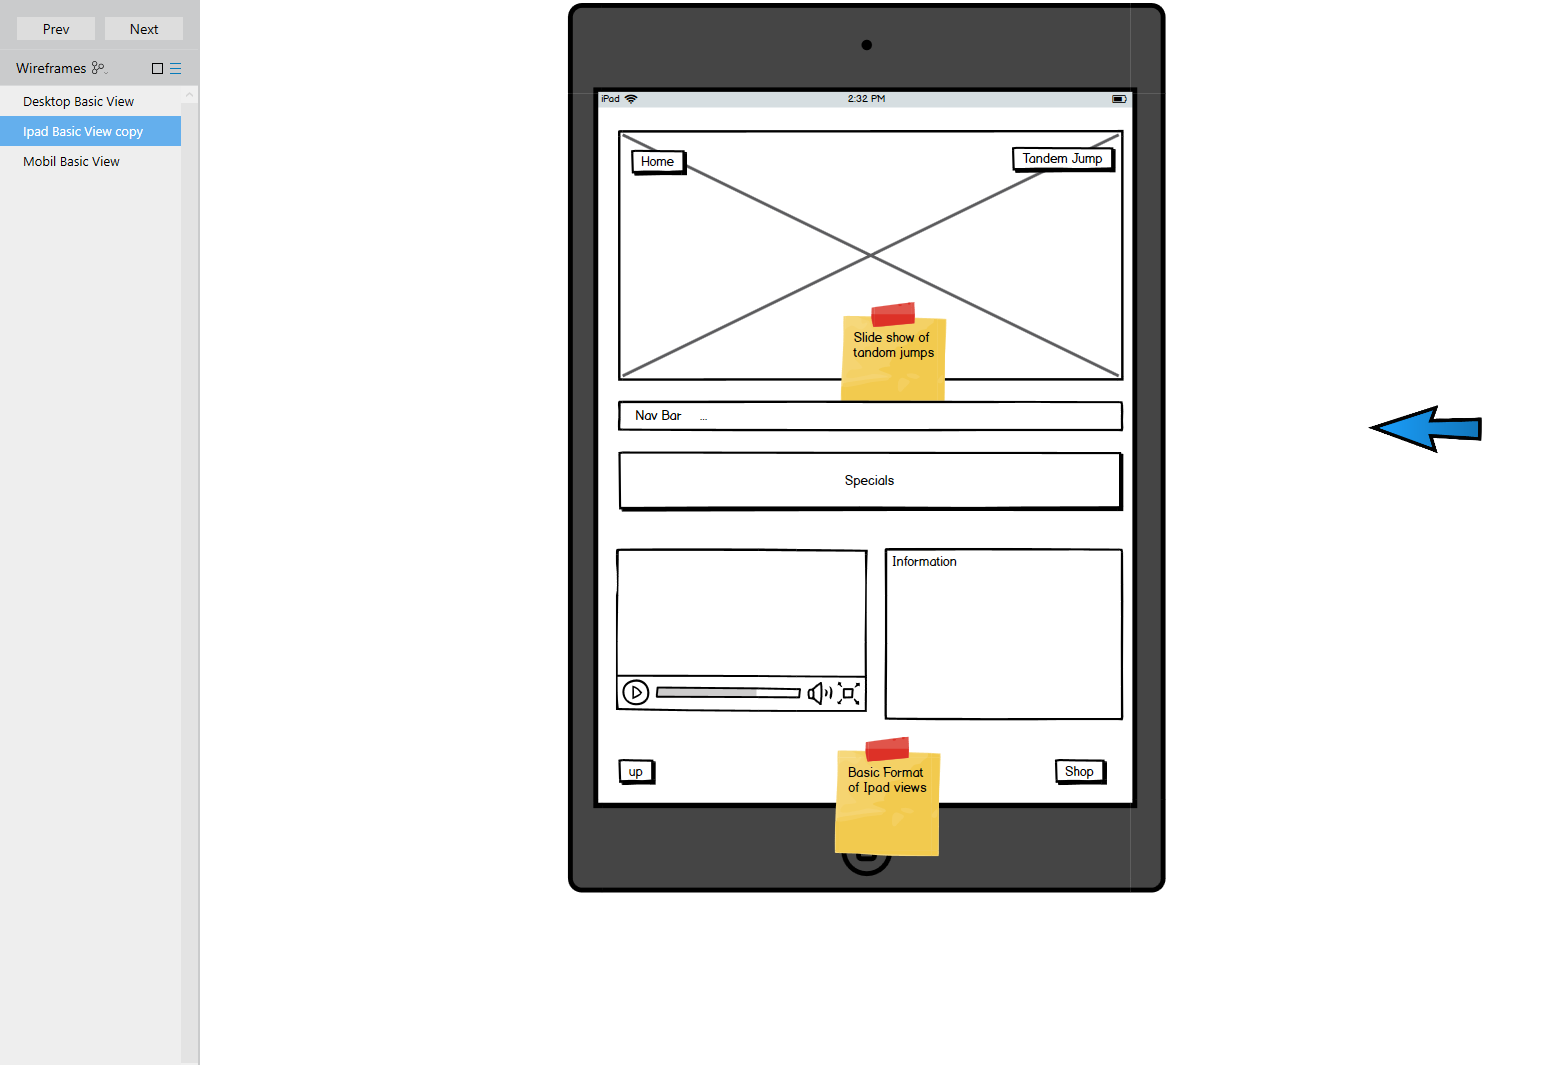 Prev Next
Wireframes
Desktop Basic View
Ipad Basic View copy
Mobil Basic View
iPad 2:32 PM
Home Tandem Jump
Slide show of
tandom jumps
Nav Bar ...
Specials
Information
up Shop
Basic Format
of Ipad views